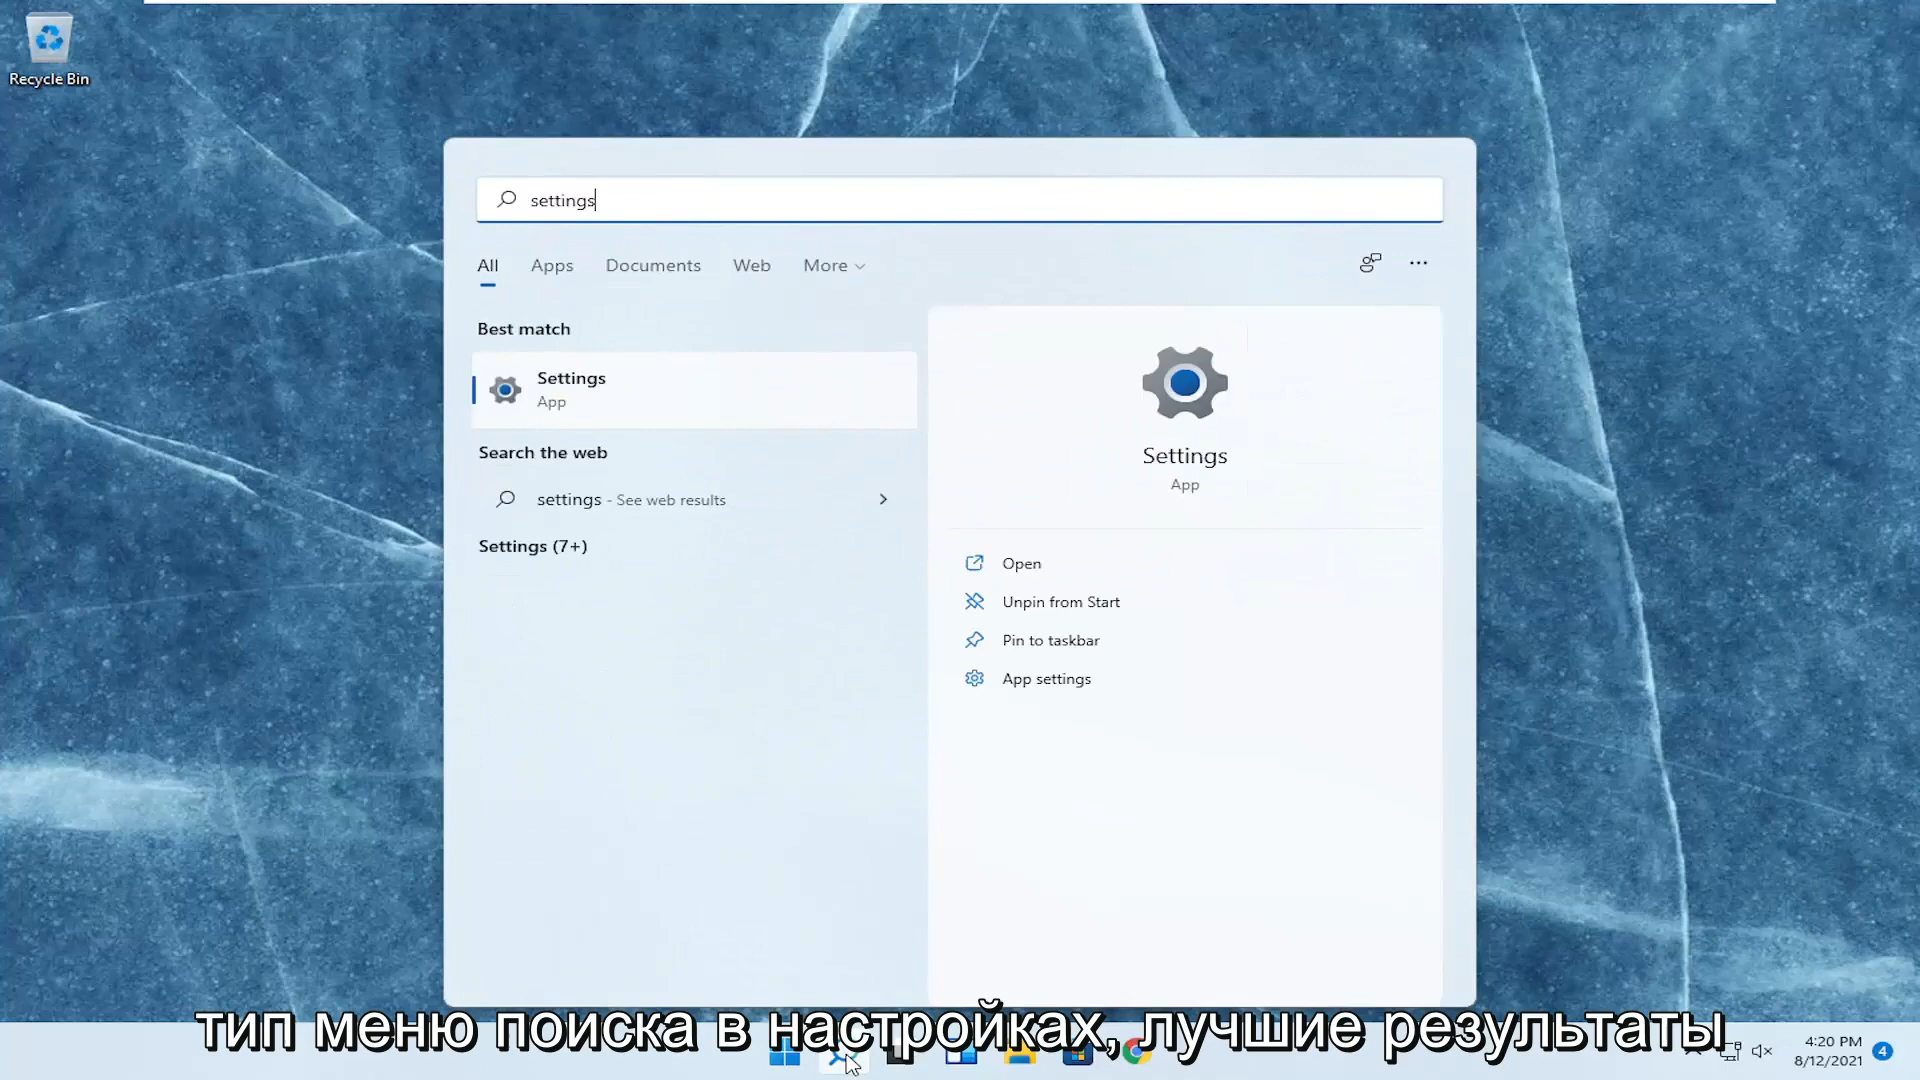 Recycle Bin
settings
All Apps Documents Web More
Best match
Settings
App
Search the web
settings - See web results
Settings (7+)
Settings
App
Open
Unpin from Start
Pin to taskbar
App settings
тип меню поиска в настройках, лучшие результаты
4:20 PM
8/12/2021
4